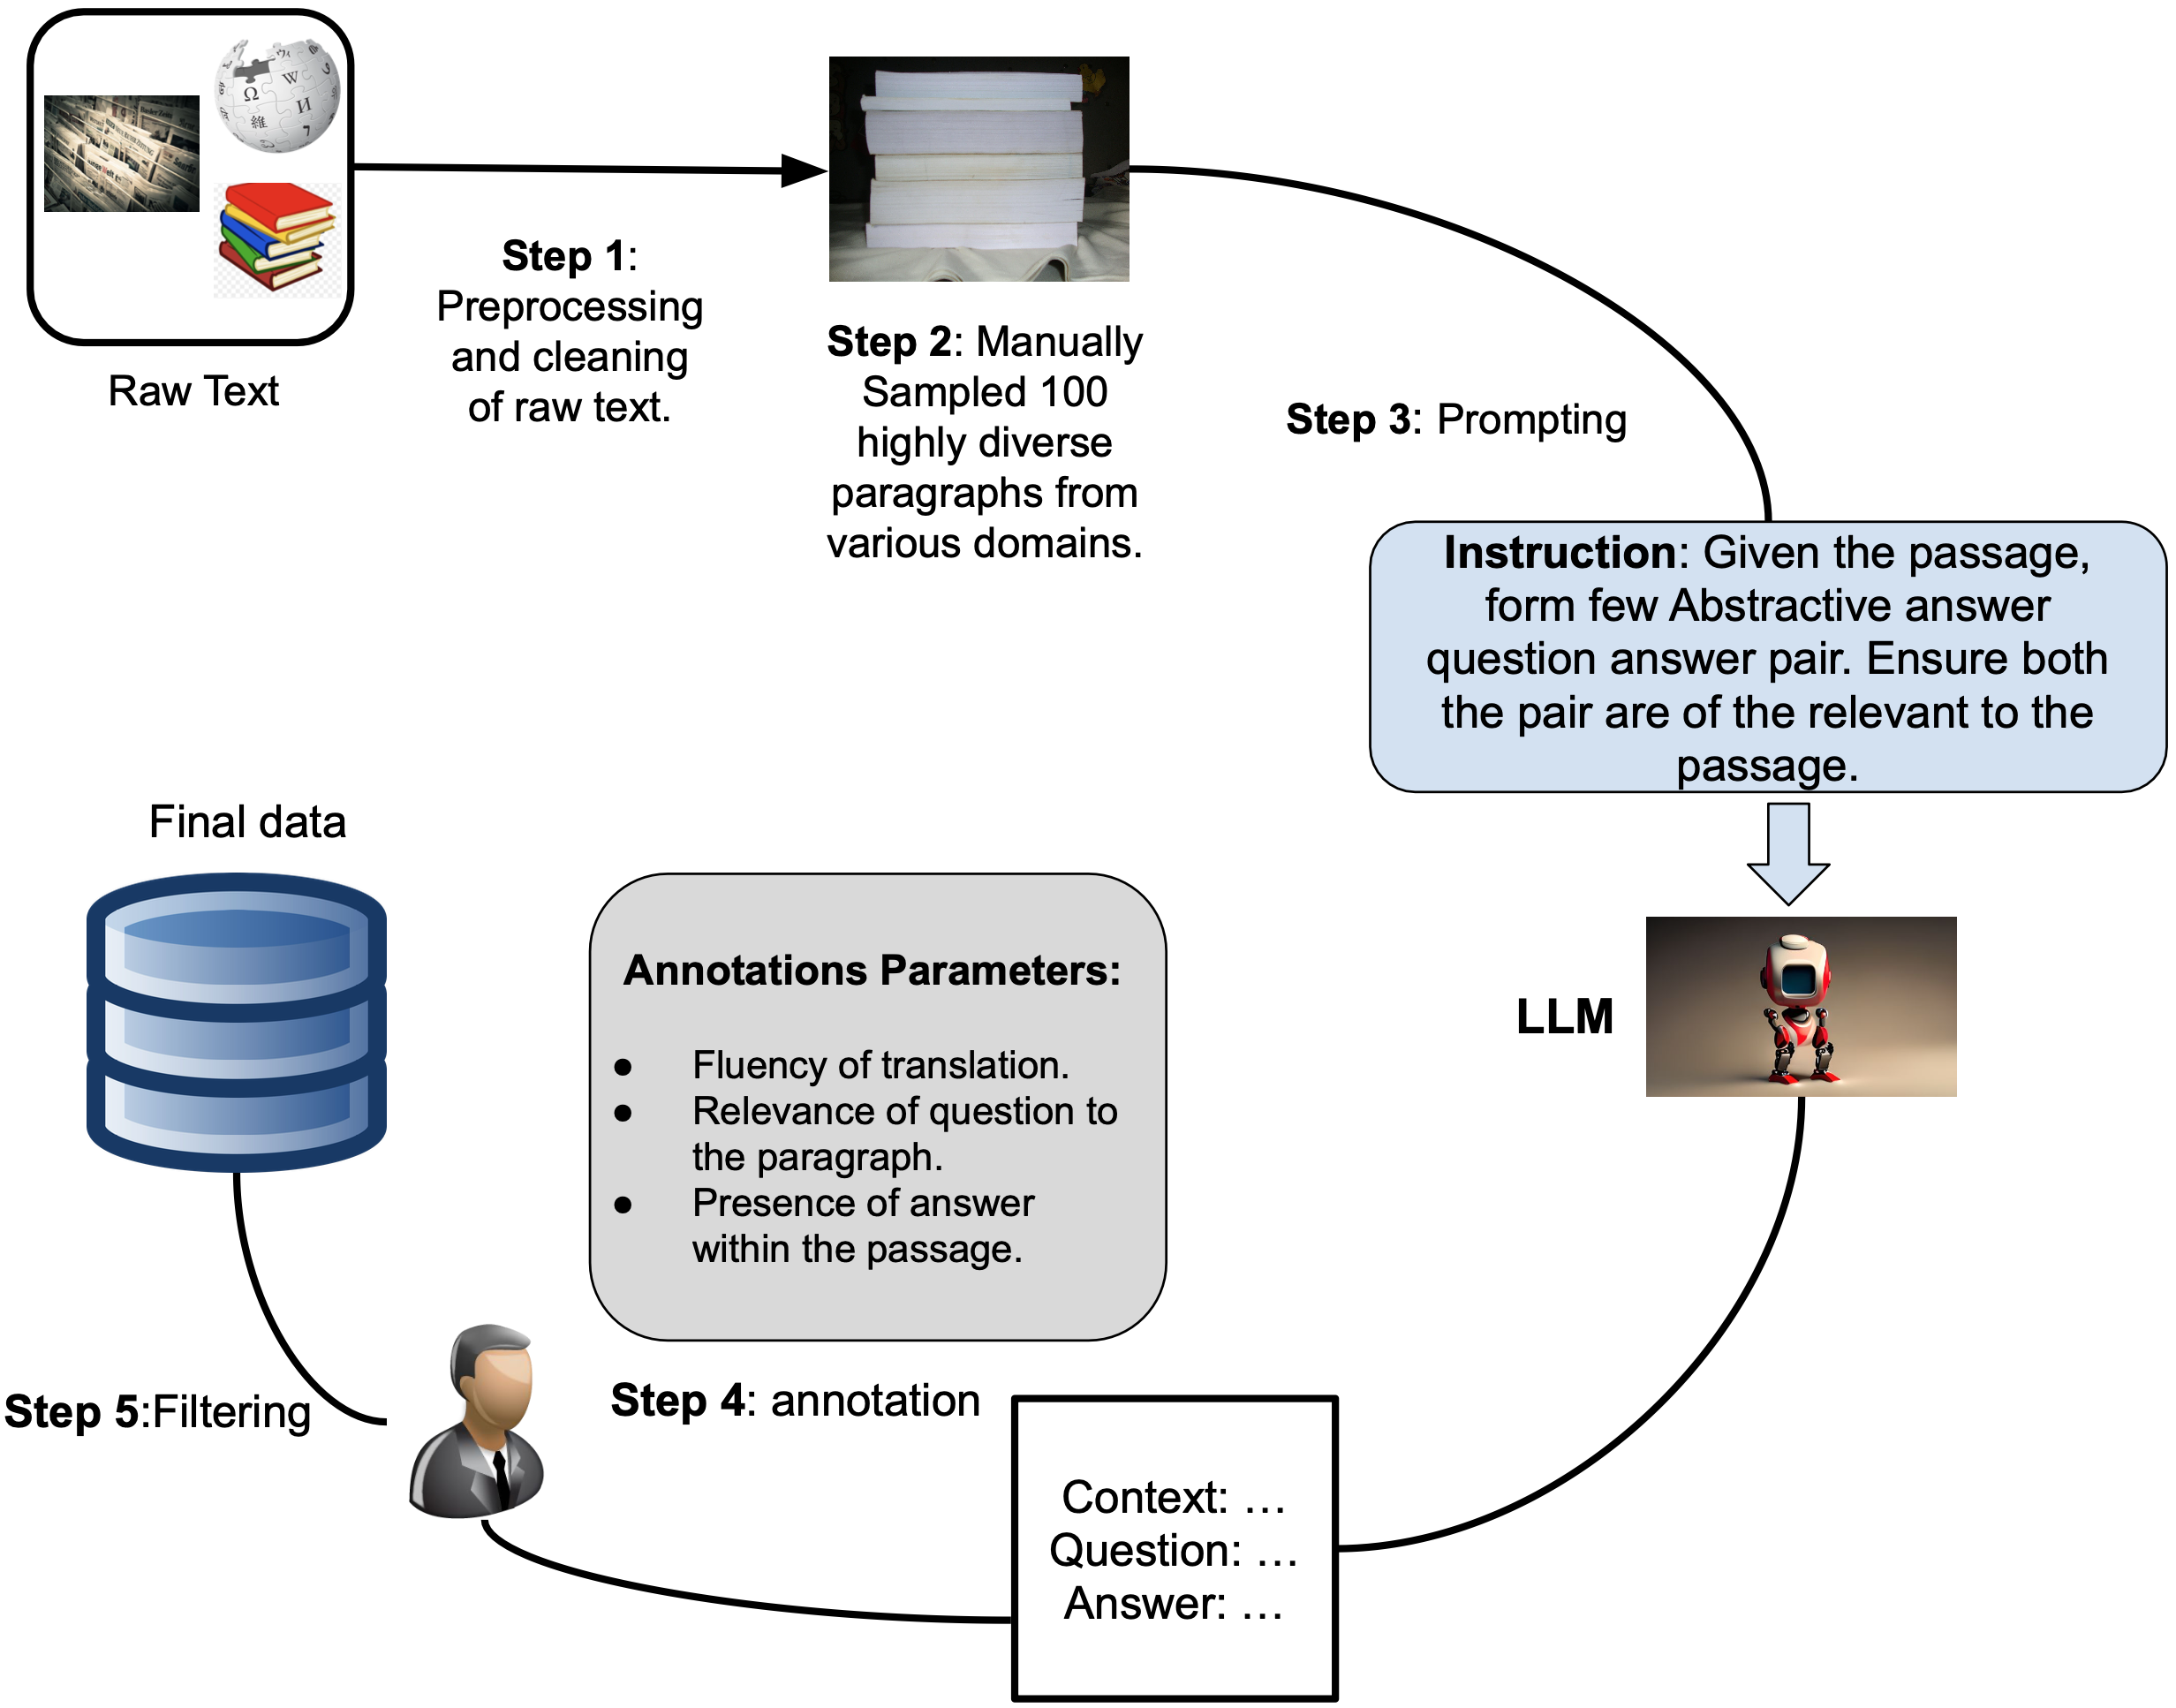 Raw Text
Step 1:
Preprocessing
and cleaning
of raw text.
Step 2: Manually
Sampled 100
highly diverse
paragraphs from
various domains.
Step 3: Prompting
Instruction: Given the passage,
form few Abstractive answer
question answer pair. Ensure both
the pair are of the relevant to the
passage.
LLM
Context: …
Question: …
Answer: …
Step 4: annotation
Annotations Parameters:
● Fluency of translation.
● Relevance of question to
the paragraph.
● Presence of answer
within the passage.
Step 5:Filtering
Final data